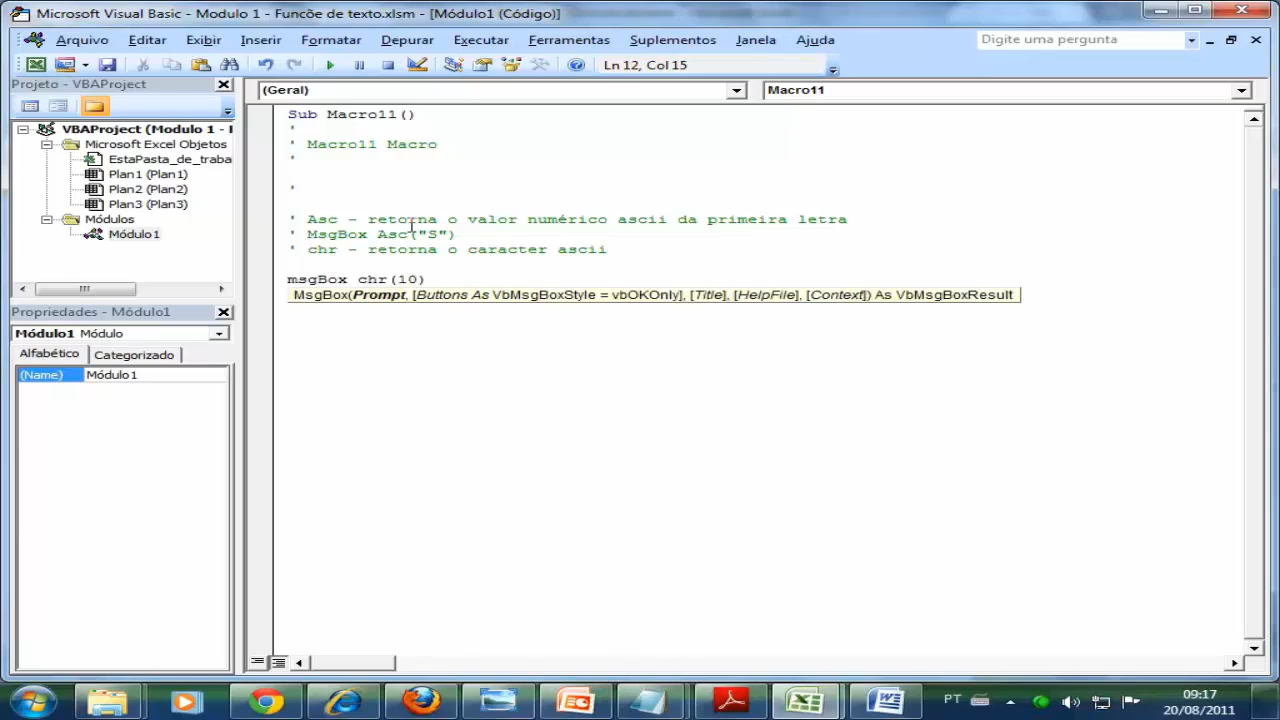 Microsoft Visual Basic - Modulo 1 - Funcõe de texto.xlsm - [Módulo1 (Código)]
Arquivo Editar Exibir Inserir Formatar Depurar Executar Ferramentas Suplementos Janela Ajuda Digite uma pergunta
Ln 12, Col 15
Projeto - VBAProject
(Geral) Macro11
VBAProject (Modulo 1 - F
Microsoft Excel Objetos
EstaPasta_de_traba
Plan1 (Plan1)
Plan2 (Plan2)
Plan3 (Plan3)
Módulos
Módulo1
Sub Macro11()
'
' Macro11 Macro
'
'
' Asc - retorna o valor numérico ascii da primeira letra
' MsgBox Asc("S")
' chr - retorna o caracter ascii
msgBox chr(10)
MsgBox(Prompt, [Buttons As VbMsgBoxStyle = vbOKOnly], [Title], [HelpFile], [Context]) As VbMsgBoxResult
Propriedades - Módulo1
Módulo1 Módulo
Alfabético Categorizado
(Name) Módulo1
PT
09:17
20/08/2011